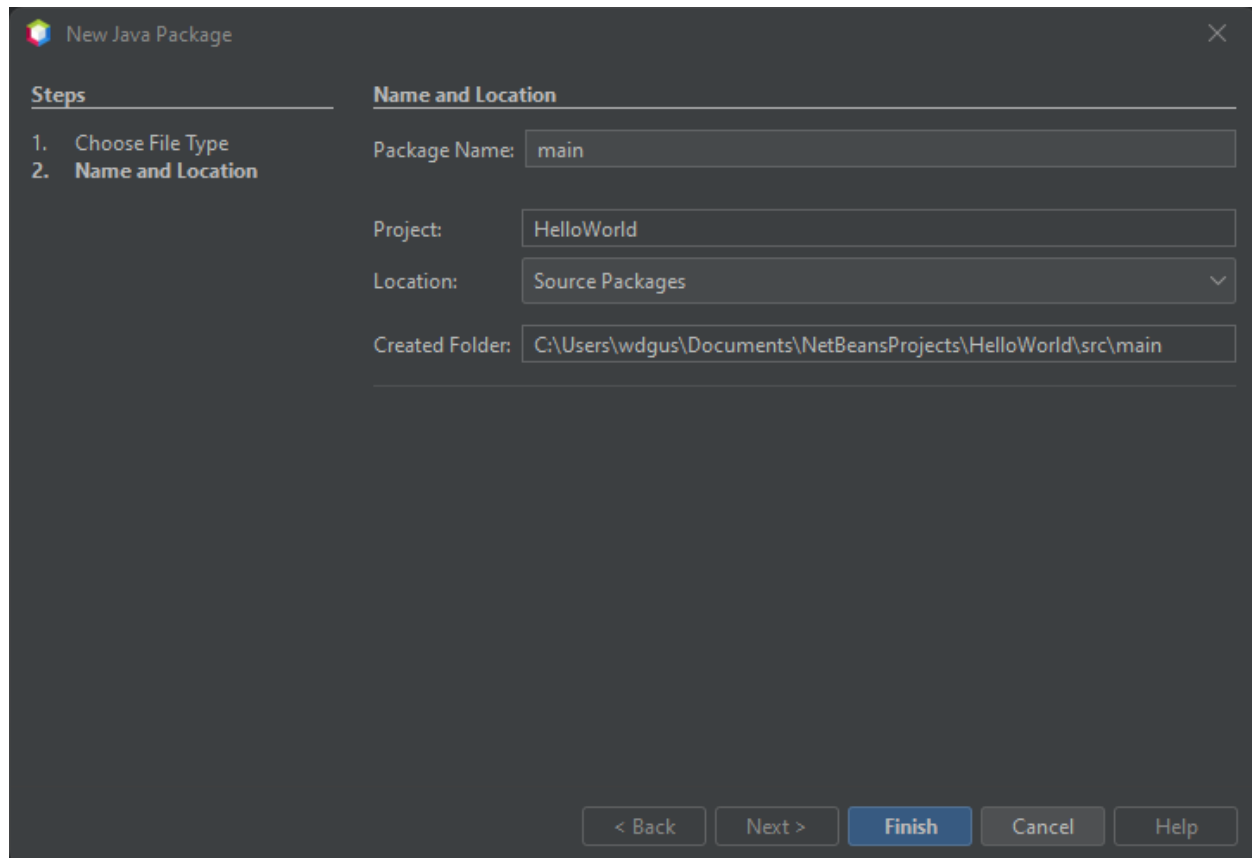 New Java Package
Steps
1. Choose File Type
2. Name and Location
Name and Location
Package Name: main
Project: HelloWorld
Location: Source Packages
Created Folder: C:\Users\wdgus\Documents\NetBeansProjects\HelloWorld\src\main
< Back Next > Finish Cancel Help